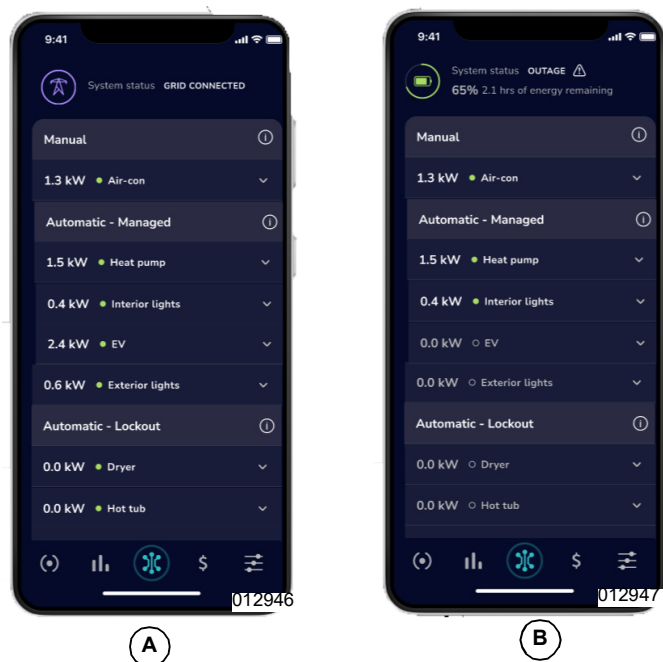 9:41
System status GRID CONNECTED
Manual
1.3 kW Air-con
Automatic - Managed
1.5 kW Heat pump
0.4 kW Interior lights
2.4 kW EV
0.6 kW Exterior lights
Automatic - Lockout
0.0 kW Dryer
0.0 kW Hot tub
$
012946
A
9:41
System status OUTAGE
65% 2.1 hrs of energy remaining
Manual
1.3 kW Air-con
Automatic - Managed
1.5 kW Heat pump
0.4 kW Interior lights
0.0 kW EV
0.0 kW Exterior lights
Automatic - Lockout
0.0 kW Dryer
0.0 kW Hot tub
$
012947
B